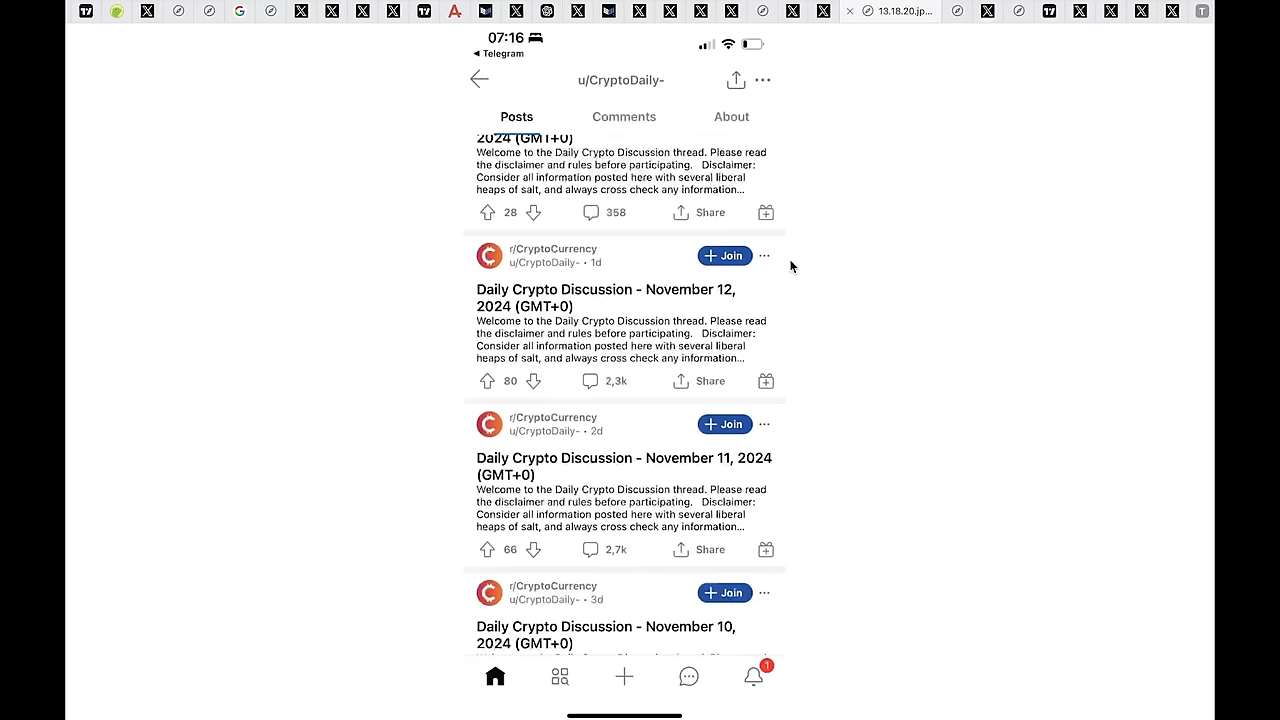 13.18.20.jp...
07:16
Telegram
u/CryptoDaily-
Posts
Comments
About
2024 (GMT+0)
Welcome to the Daily Crypto Discussion thread. Please read
the disclaimer and rules before participating. Disclaimer:
Consider all information posted here with several liberal
heaps of salt, and always cross check any information...
28
358
Share
r/CryptoCurrency
u/CryptoDaily- • 1d
+ Join
Daily Crypto Discussion - November 12,
2024 (GMT+0)
Welcome to the Daily Crypto Discussion thread. Please read
the disclaimer and rules before participating. Disclaimer:
Consider all information posted here with several liberal
heaps of salt, and always cross check any information...
80
2,3k
Share
r/CryptoCurrency
u/CryptoDaily- • 2d
+ Join
Daily Crypto Discussion - November 11, 2024
(GMT+0)
Welcome to the Daily Crypto Discussion thread. Please read
the disclaimer and rules before participating. Disclaimer:
Consider all information posted here with several liberal
heaps of salt, and always cross check any information...
66
2,7k
Share
r/CryptoCurrency
u/CryptoDaily- • 3d
+ Join
Daily Crypto Discussion - November 10,
2024 (GMT+0)
1